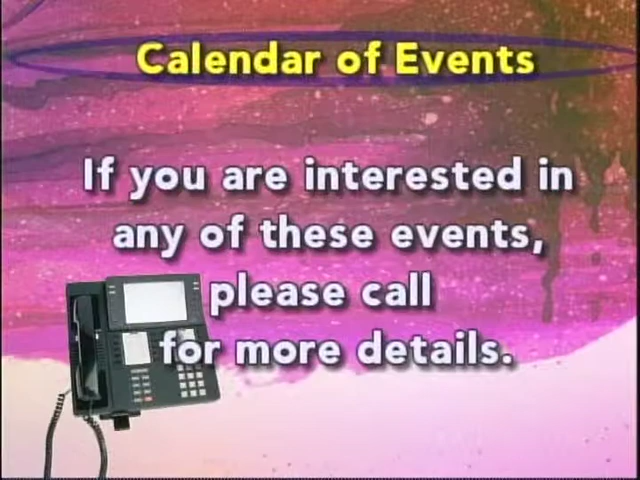 Calendar of Events
If you are interested in
any of these events,
please call
for more details.